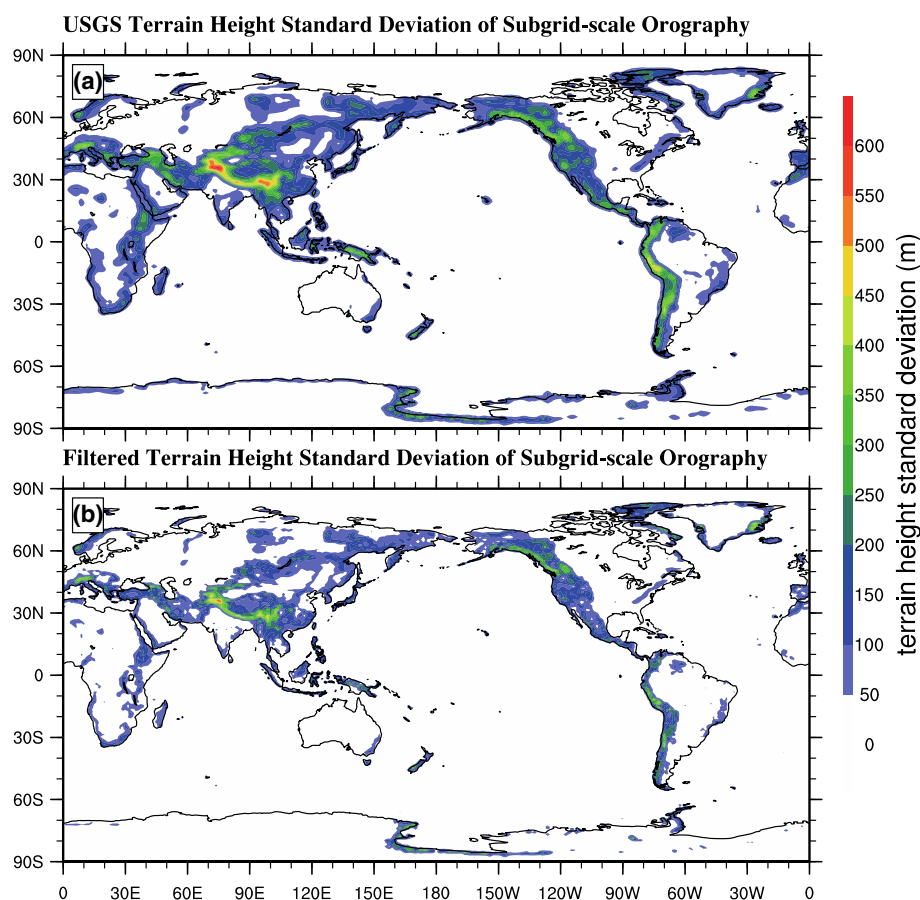 USGS Terrain Height Standard Deviation of Subgrid-scale Orography
(a)
90N
60N
30N
0
30S
60S
90S
Filtered Terrain Height Standard Deviation of Subgrid-scale Orography
(b)
90N
60N
30N
0
30S
60S
90S
0 30E 60E 90E 120E 150E 180 150W 120W 90W 60W 30W 0
600
550
500
450
400
350
300
250
200
150
100
50
0
terrain height standard deviation (m)